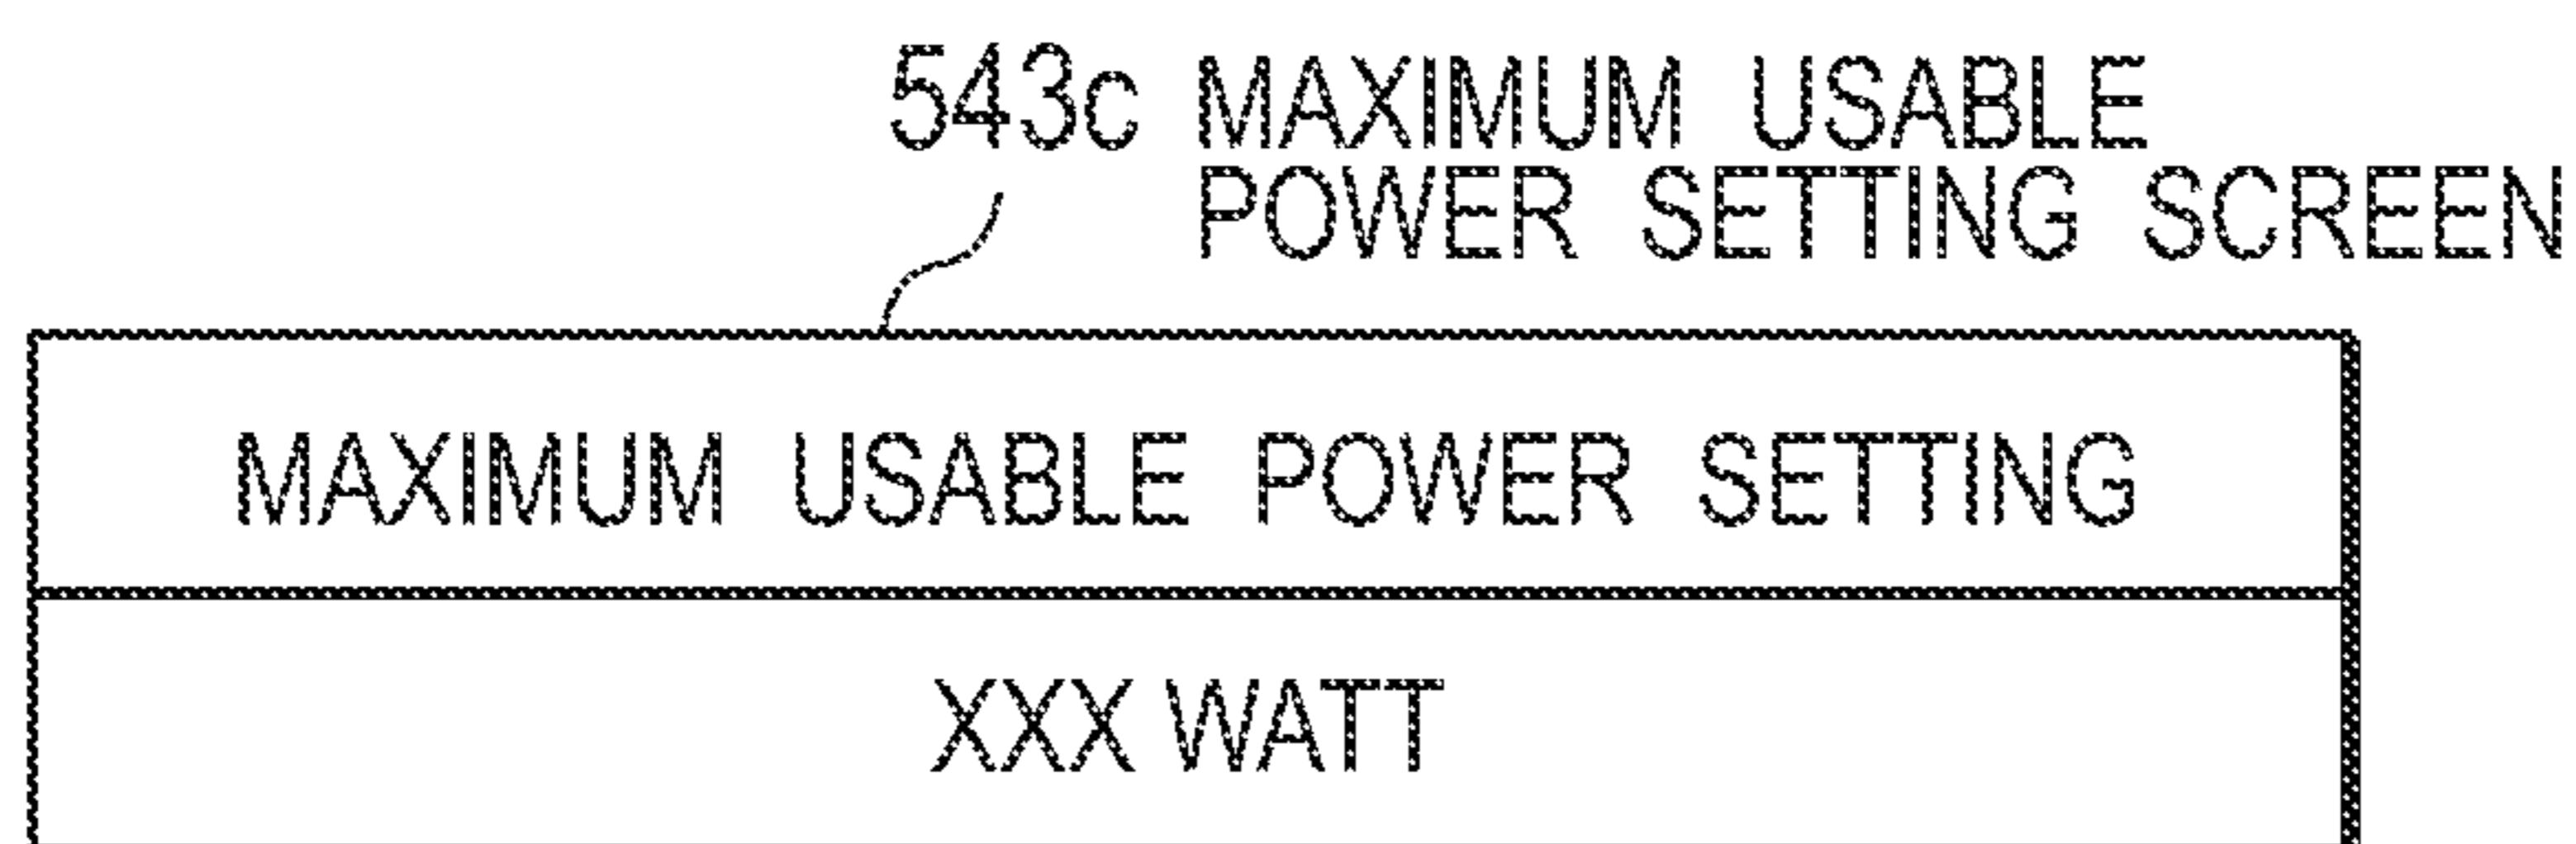 543c MAXIMUM USABLE
POWER SETTING SCREEN
MAXIMUM USABLE POWER SETTING
XXX WATT